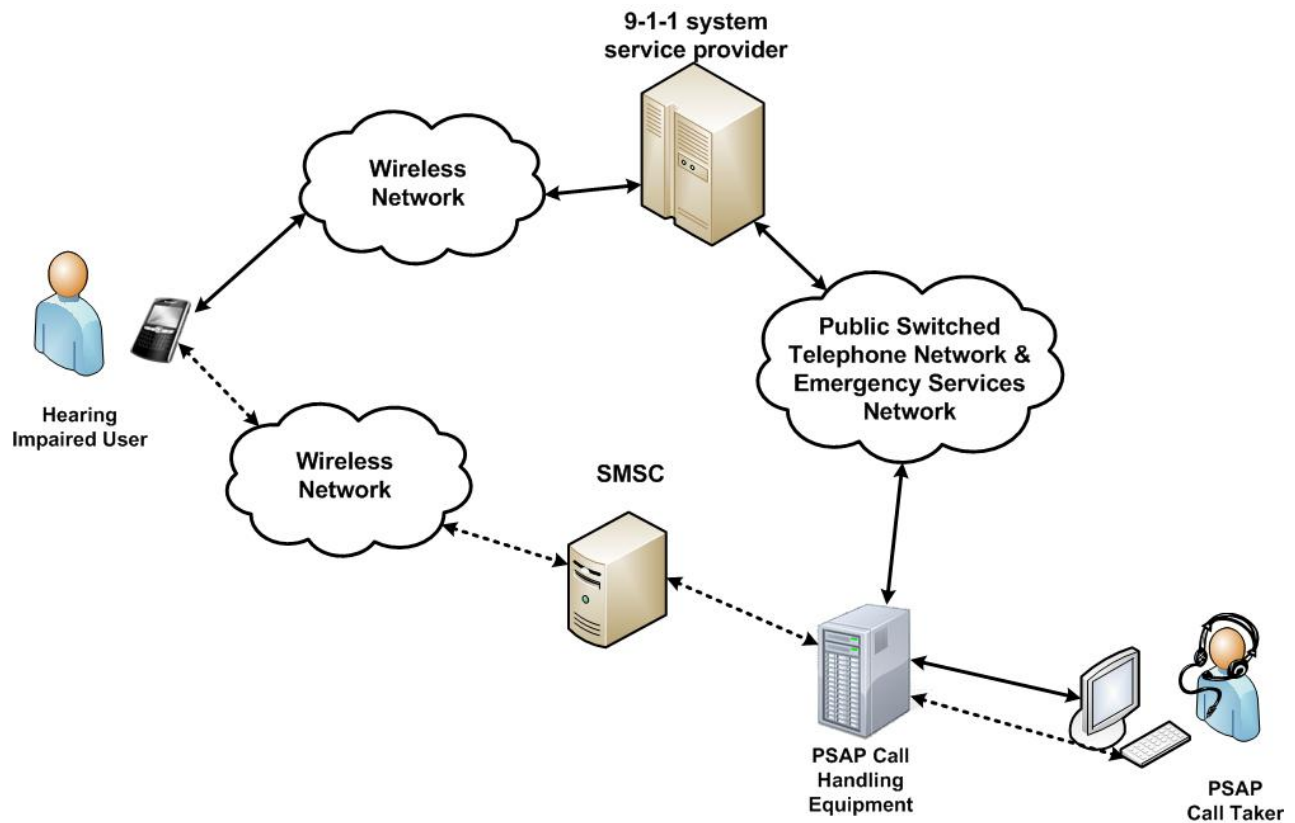 9-1-1 system
service provider
Wireless
Network
Public Switched
Telephone Network &
Emergency Services
Network
Hearing
Impaired User
Wireless
Network
SMSC
PSAP Call
Handling
Equipment
PSAP
Call Taker